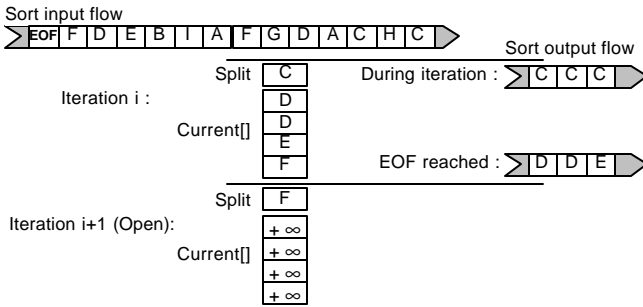 Sort input flow
EOF F D E B I A F G D A C H C
Sort output flow
Split C During iteration : C C C
Iteration i : D
D
Current[]
E
F EOF reached : D D E
Split F
Iteration i+1 (Open):
+ ∞
Current[] + ∞
+ ∞
+ ∞